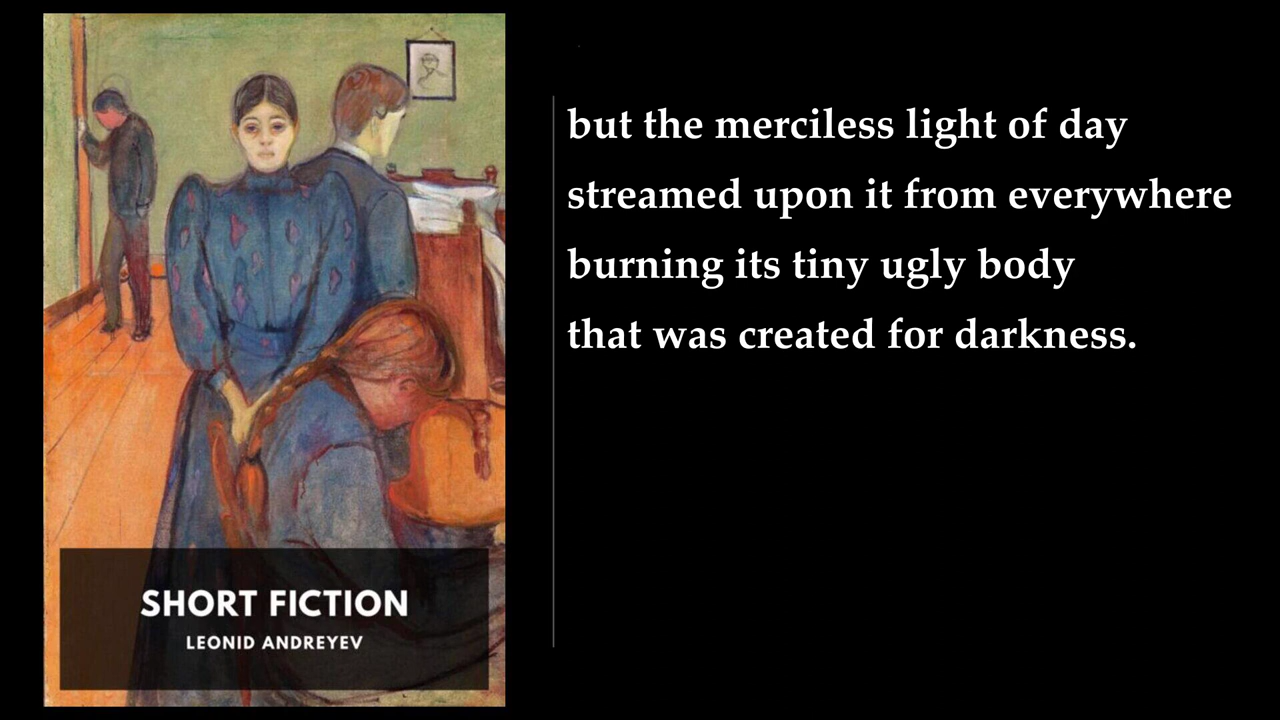 but the merciless light of day
streamed upon it from everywhere
burning its tiny ugly body
that was created for darkness.
SHORT FICTION
LEONID ANDREYEV